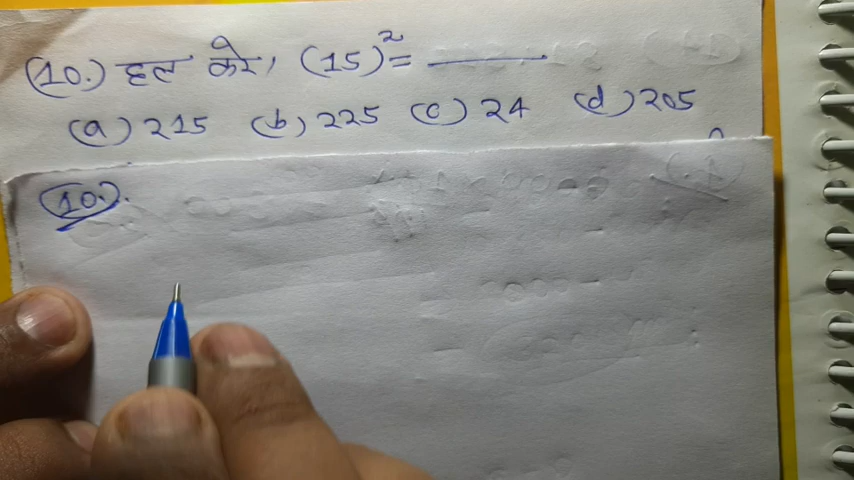 (10.) हल करे, (15)² = ______
(a) 215 (b) 225 (c) 24 (d) 205
10.